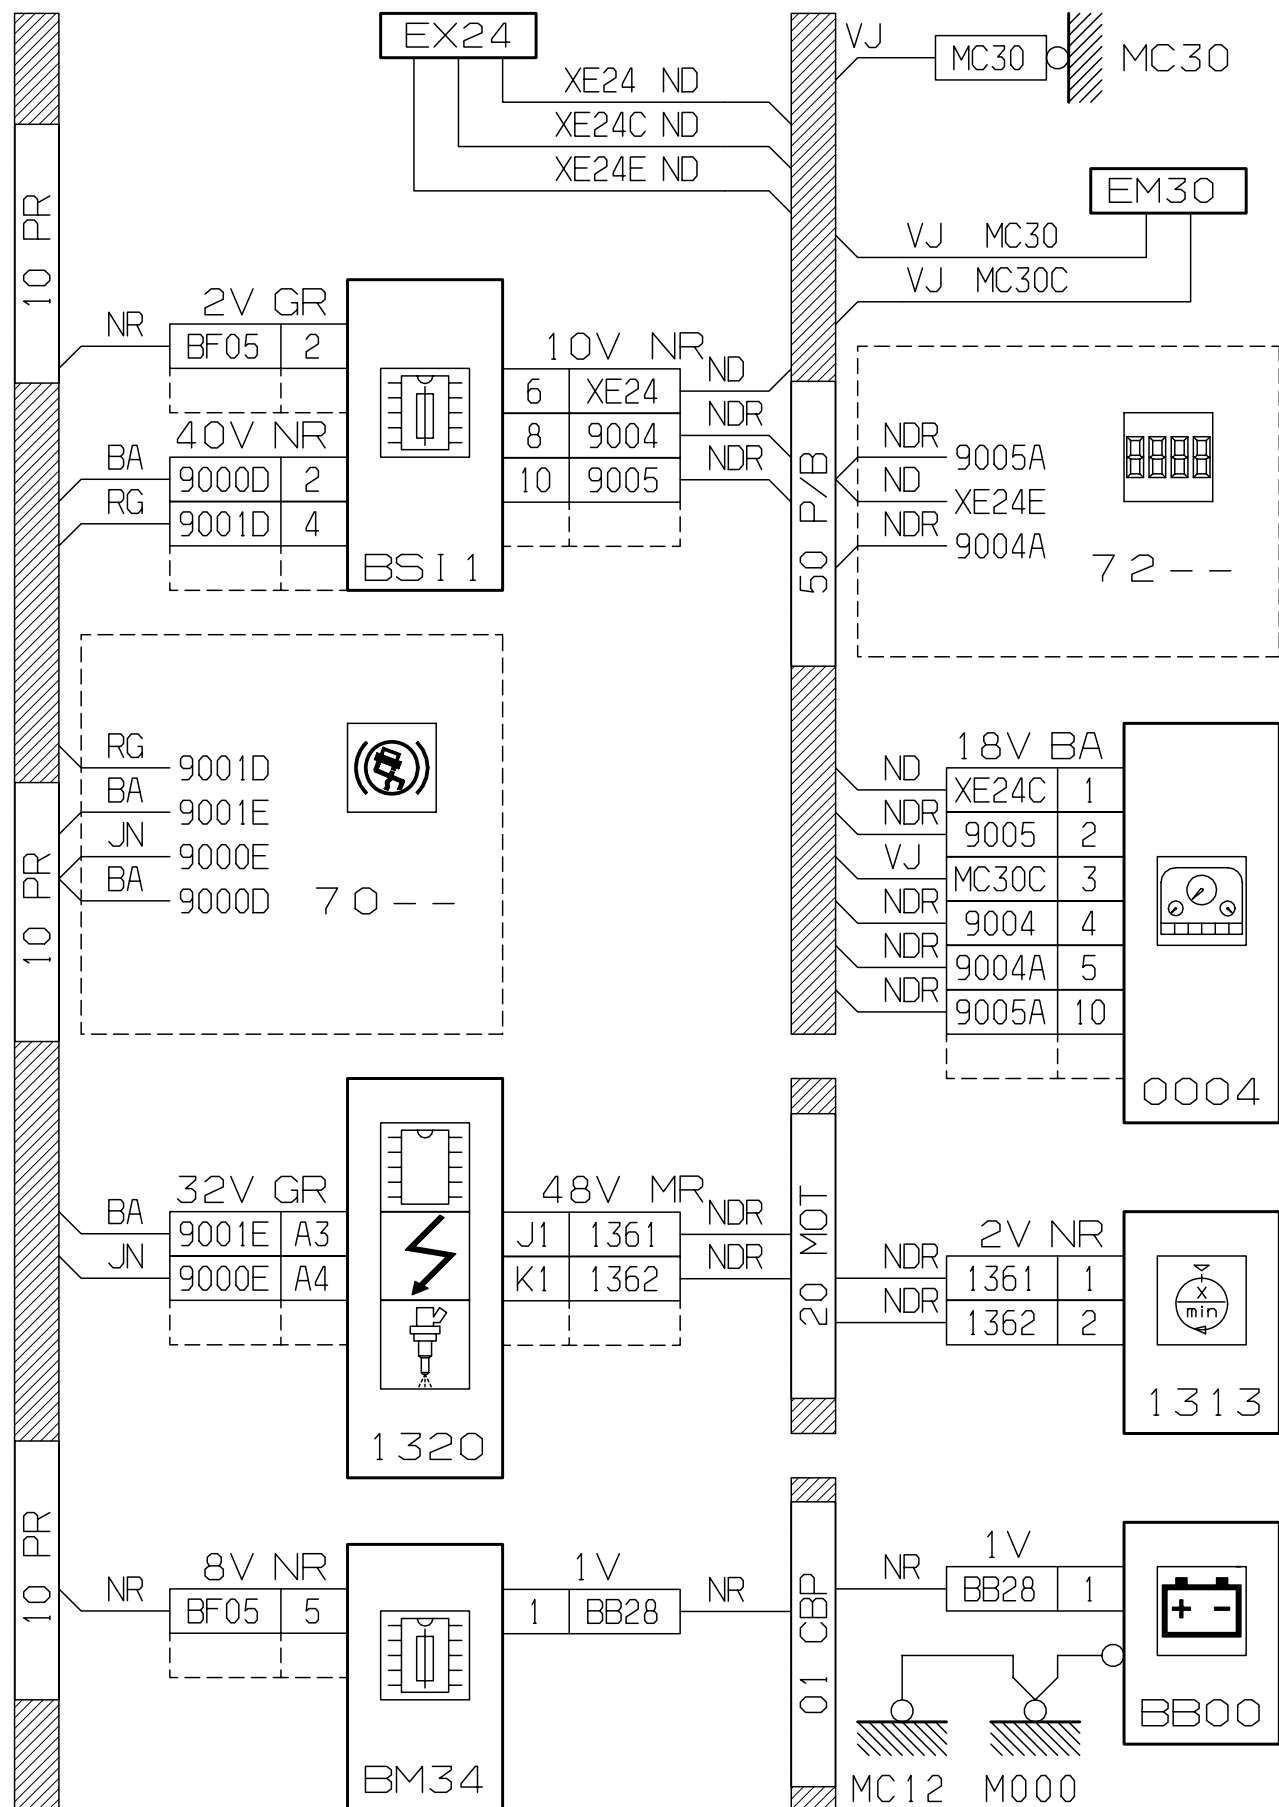 EX24
XE24 ND
XE24C ND
XE24E ND
VJ
MC30
MC30
EM30
VJ MC30
VJ MC30C
10 PR
NR
2V GR
BF05 2
40V NR
BA
9000D 2
RG
9001D 4
BSI1
10V NR
6 XE24
ND
8 9004
NDR
10 9005
NDR
50 P/B
NDR 9005A
ND XE24E
NDR 9004A
72--
RG 9001D
BA 9001E
JN 9000E
BA 9000D
70--
10 PR
18V BA
ND
XE24C 1
NDR
9005 2
VJ
MC30C 3
NDR
9004 4
NDR
9004A 5
NDR
9005A 10
0004
32V GR
BA
9001E A3
JN
9000E A4
1320
48V MR
J1 1361
NDR
K1 1362
NDR
20 MOT
2V NR
NDR
1361 1
NDR
1362 2
X
min
1313
10 PR
8V NR
NR
BF05 5
BM34
1V
1 BB28
NR
01 CBP
1V
NR
BB28 1
+ -
BB00
MC12 M000